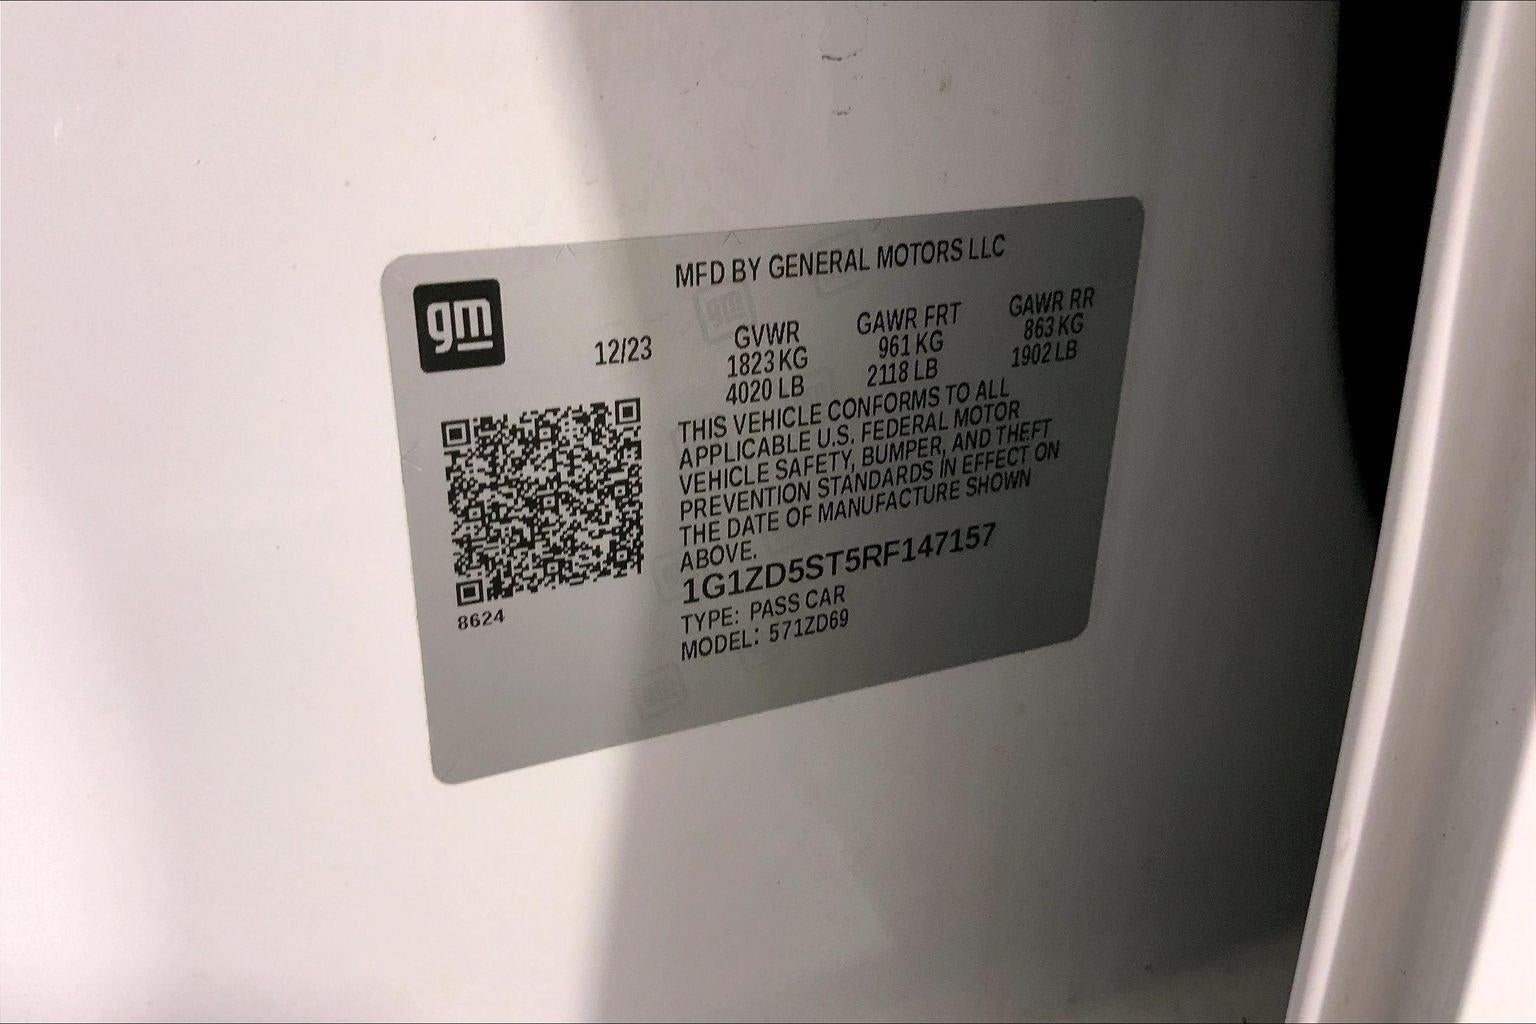 MFD BY GENERAL MOTORS LLC
gm
12/23
GVWR
1823 KG
4020 LB
GAWR FRT
961 KG
2118 LB
GAWR RR
863 KG
1902 LB
THIS VEHICLE CONFORMS TO ALL
APPLICABLE U.S. FEDERAL MOTOR
VEHICLE SAFETY, BUMPER, AND THEFT
PREVENTION STANDARDS IN EFFECT ON
THE DATE OF MANUFACTURE SHOWN
ABOVE.
1G1ZD5ST5RF147157
TYPE: PASS CAR
MODEL: 571ZD69
8624